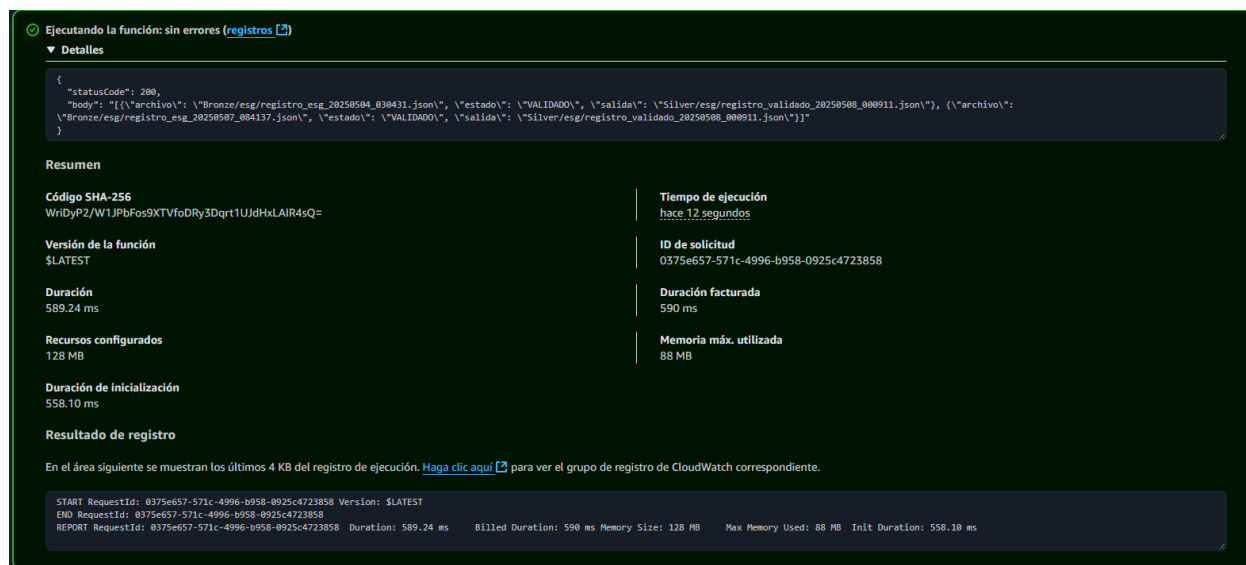 Ejecutando la función: sin errores (registros)
▼ Detalles
{
"statusCode": 200,
"body": "[{\"archivo\": \"Bronze/esg/registro_esg_20250504_030431.json\", \"estado\": \"VALIDADO\", \"salida\": \"Silver/esg/registro_validado_20250508_000911.json\"}, {\"archivo\":
\"Bronze/esg/registro_esg_20250507_084137.json\", \"estado\": \"VALIDADO\", \"salida\": \"Silver/esg/registro_validado_20250508_000911.json\"}]"
}
Resumen
Código SHA-256
WriDyP2/W1JPbFos9XTVfoDRy3Dqrt1UJdHxLAIR4sQ=
Tiempo de ejecución
hace 12 segundos
Versión de la función
$LATEST
ID de solicitud
0375e657-571c-4996-b958-0925c4723858
Duración
589.24 ms
Duración facturada
590 ms
Recursos configurados
128 MB
Memoria máx. utilizada
88 MB
Duración de inicialización
558.10 ms
Resultado de registro
En el área siguiente se muestran los últimos 4 KB del registro de ejecución. Haga clic aquí para ver el grupo de registro de CloudWatch correspondiente.
START RequestId: 0375e657-571c-4996-b958-0925c4723858 Version: $LATEST
END RequestId: 0375e657-571c-4996-b958-0925c4723858
REPORT RequestId: 0375e657-571c-4996-b958-0925c4723858 Duration: 589.24 ms Billed Duration: 590 ms Memory Size: 128 MB Max Memory Used: 88 MB Init Duration: 558.10 ms